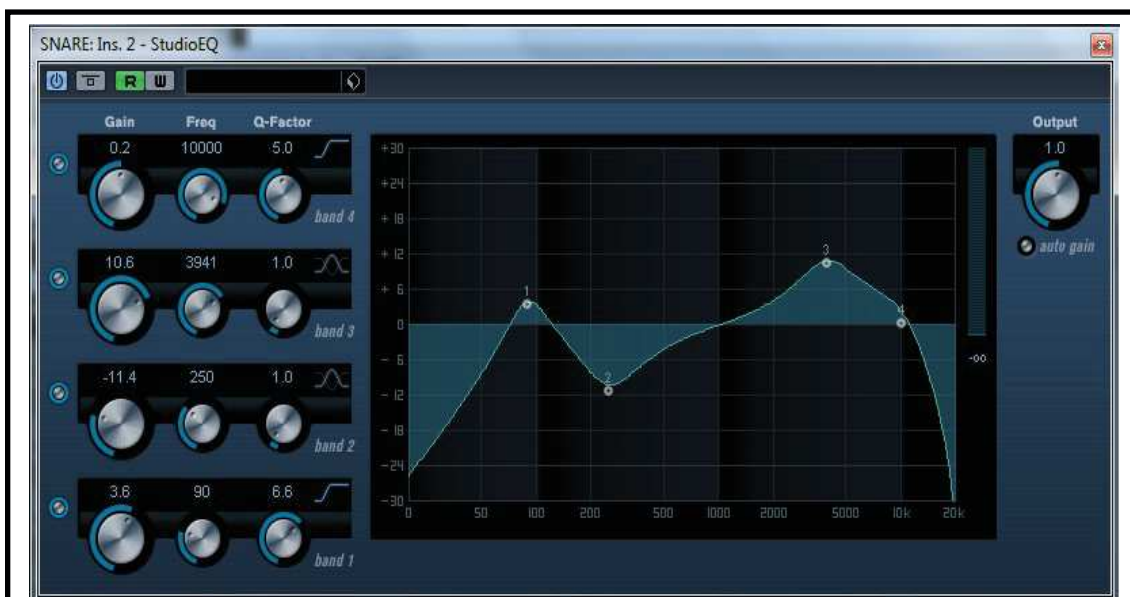 SNARE: Ins. 2 - StudioEQ
R W
Gain Freq Q-Factor
0.2 10000 5.0
band 4
10.6 3941 1.0
band 3
-11.4 250 1.0
band 2
3.6 90 6.6
band 1
+30
+24
+ 18
+ 12
+ 6
0
- 6
- 12
- 18
-24
-30
1
2
3
4
0 50 100 200 500 1000 2000 5000 10k 20k
-oo
Output
1.0
auto gain